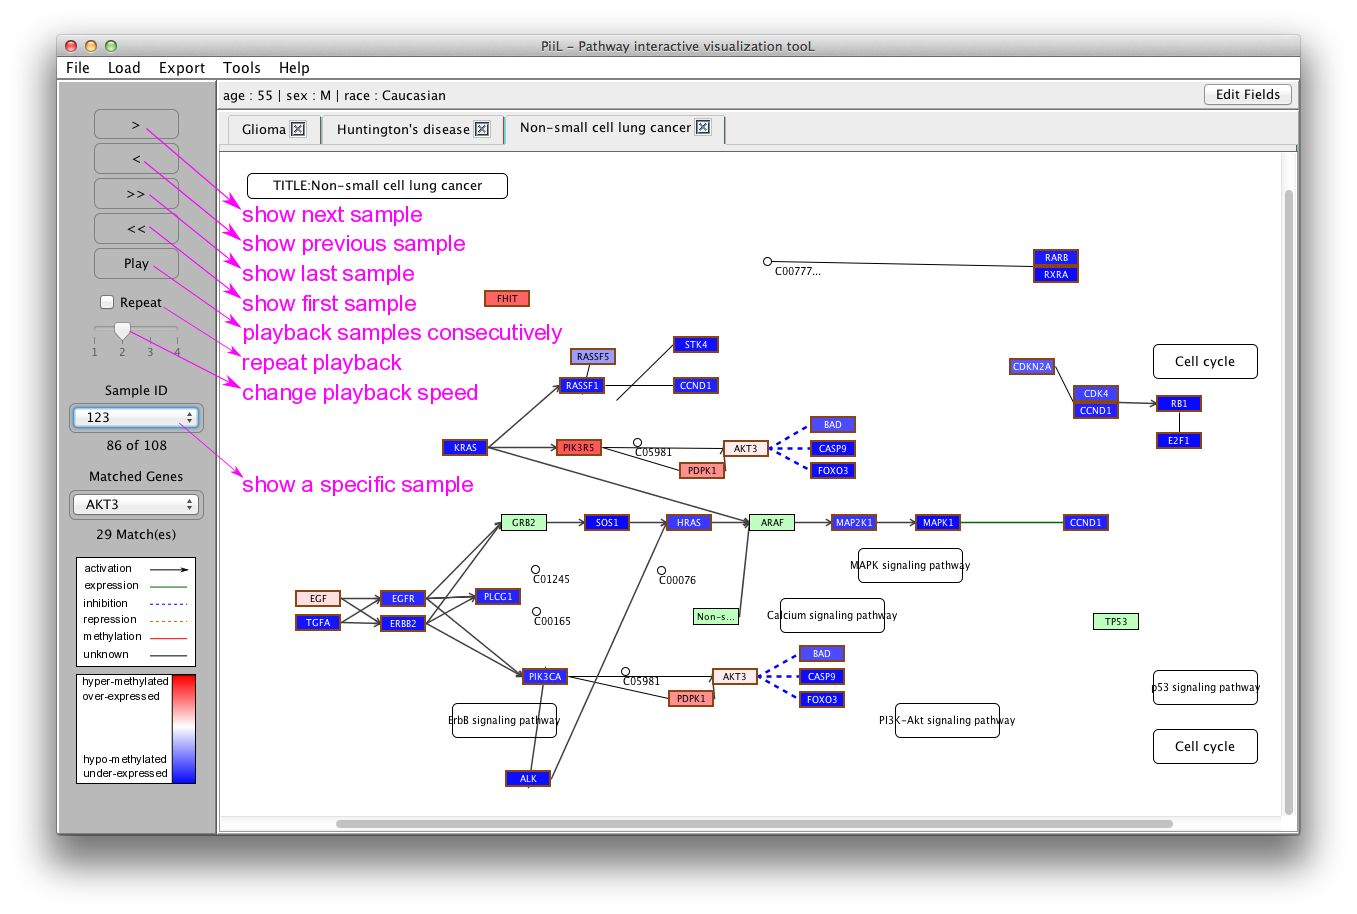 PiiL - Pathway interactive visualization tooL
File Load Export Tools Help
age : 55 | sex : M | race : Caucasian
Edit Fields
Glioma
Huntington's disease
Non-small cell lung cancer
>
<
>>
<<
Play
Repeat
1 2 3 4
Sample ID
123
86 of 108
Matched Genes
AKT3
29 Match(es)
activation
expression
inhibition
repression
methylation
unknown
hyper-methylated
over-expressed
hypo-methylated
under-expressed
TITLE:Non-small cell lung cancer
show next sample
show previous sample
show last sample
show first sample
playback samples consecutively
repeat playback
change playback speed
show a specific sample
C00777...
RARB
RXRA
FHIT
STK4
RASSF5
RASSF1
CCND1
Cell cycle
CDKN2A
CDK4
CCND1
RB1
E2F1
BAD
KRAS
PIK3R5
C05981
AKT3
CASP9
PDPK1
FOXO3
GRB2
SOS1
HRAS
ARAF
MAP2K1
MAPK1
CCND1
MAPK signaling pathway
C01245
C00076
EGF
EGFR
PLCG1
TGFA
ERBB2
C00165
Non-s...
Calcium signaling pathway
TP53
BAD
PIK3CA
C05981
AKT3
CASP9
PDPK1
FOXO3
p53 signaling pathway
ErbB signaling pathway
PI3K-Akt signaling pathway
Cell cycle
ALK